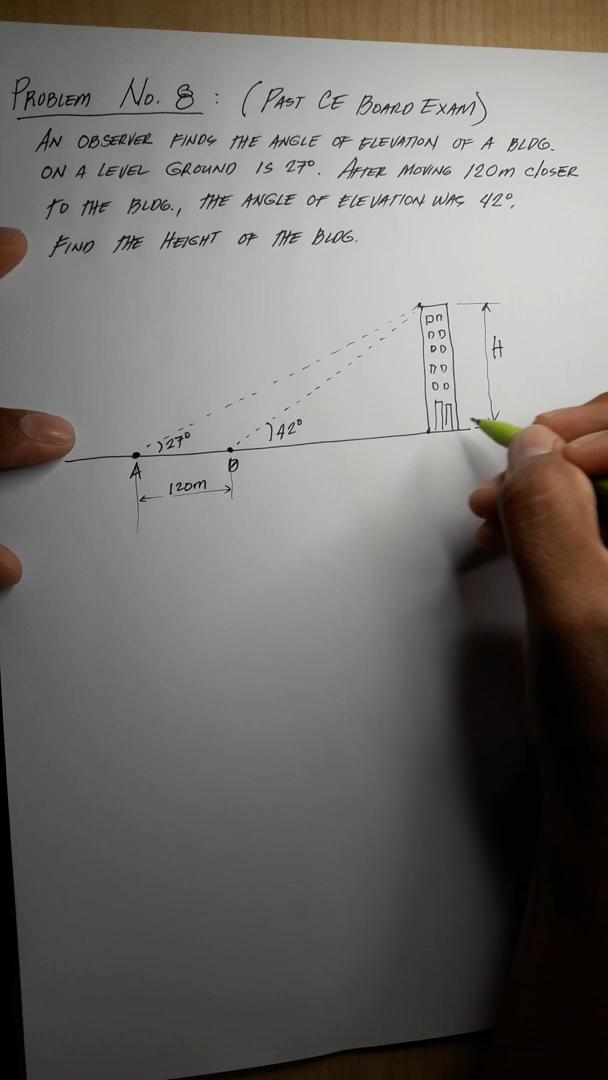 PROBLEM NO. 8 : (PAST CE BOARD EXAM)
AN OBSERVER FINDS THE ANGLE OF ELEVATION OF A BLDG.
ON A LEVEL GROUND IS 27°. AFTER MOVING 120m CLOSER
TO THE BLDG., THE ANGLE OF ELEVATION WAS 42°.
FIND THE HEIGHT OF THE BLDG.
H
27°
42°
A
B
120m